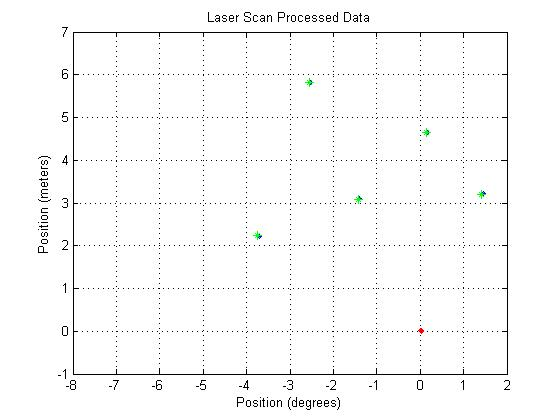 Laser Scan Processed Data
7
6
5
4
3
2
1
0
-1
Position (meters)
-8 -7 -6 -5 -4 -3 -2 -1 0 1 2
Position (degrees)